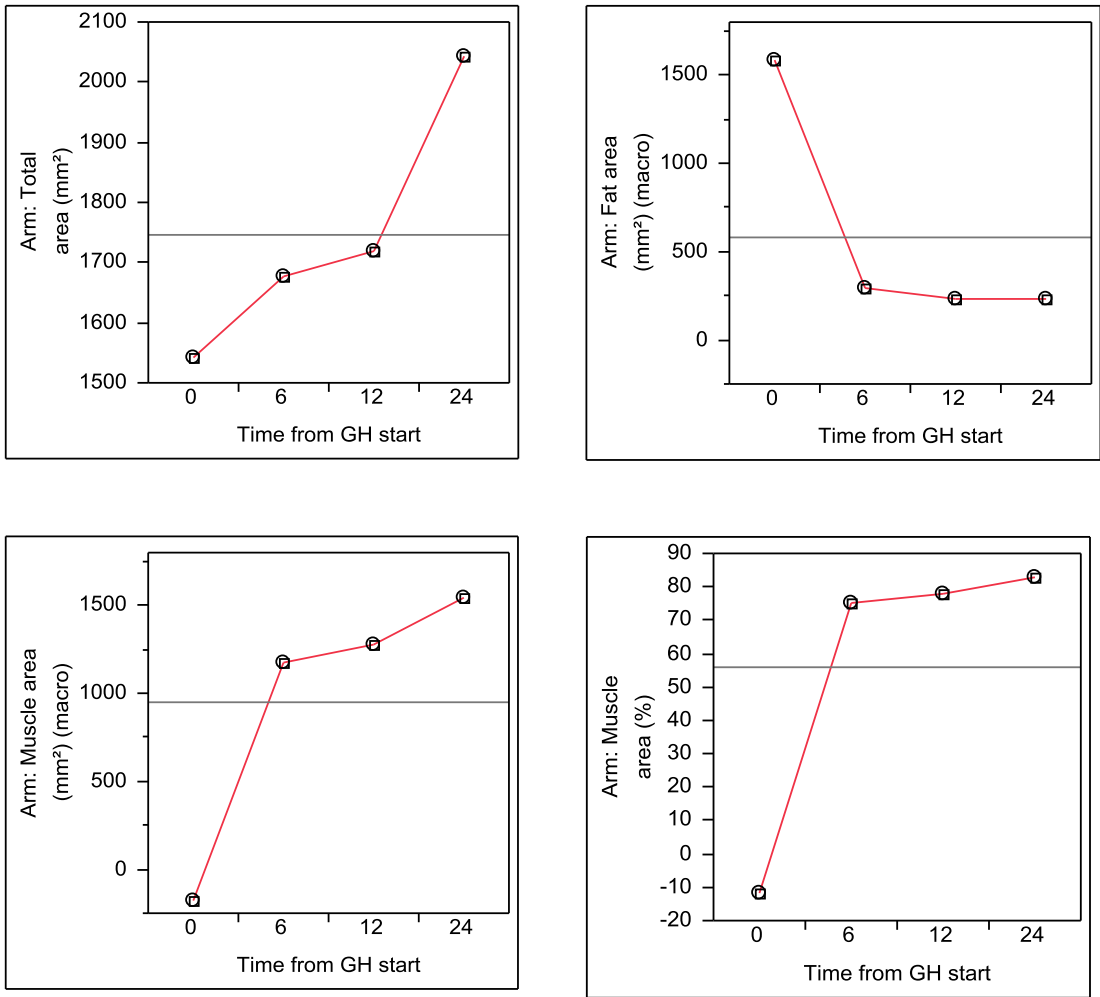 Arm: Total
area (mm²)
2100
2000
1900
1800
1700
1600
1500
0 6 12 24
Time from GH start
Arm: Fat area
(mm²) (macro)
1500
1000
500
0
0 6 12 24
Time from GH start
Arm: Muscle area
(mm²) (macro)
1500
1000
500
0
0 6 12 24
Time from GH start
Arm: Muscle
area (%)
90
80
70
60
50
40
30
20
10
0
-10
-20
0 6 12 24
Time from GH start